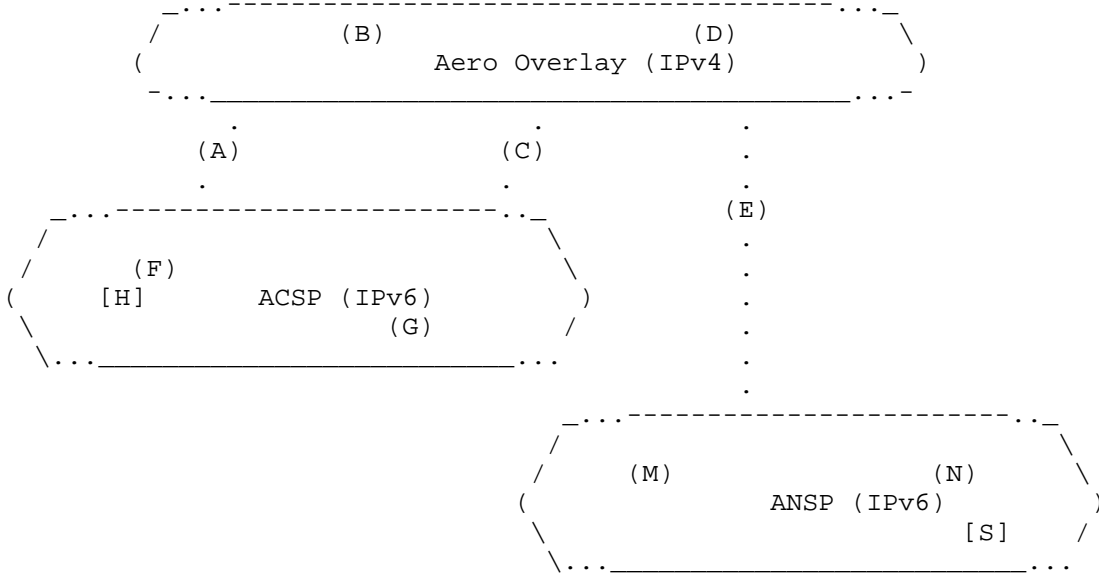 (B) (D)
Aero Overlay (IPv4)
(A) (C)
(E)
(F)
[H] ACSP (IPv6)
(G)
(M) (N)
ANSP (IPv6)
[S]